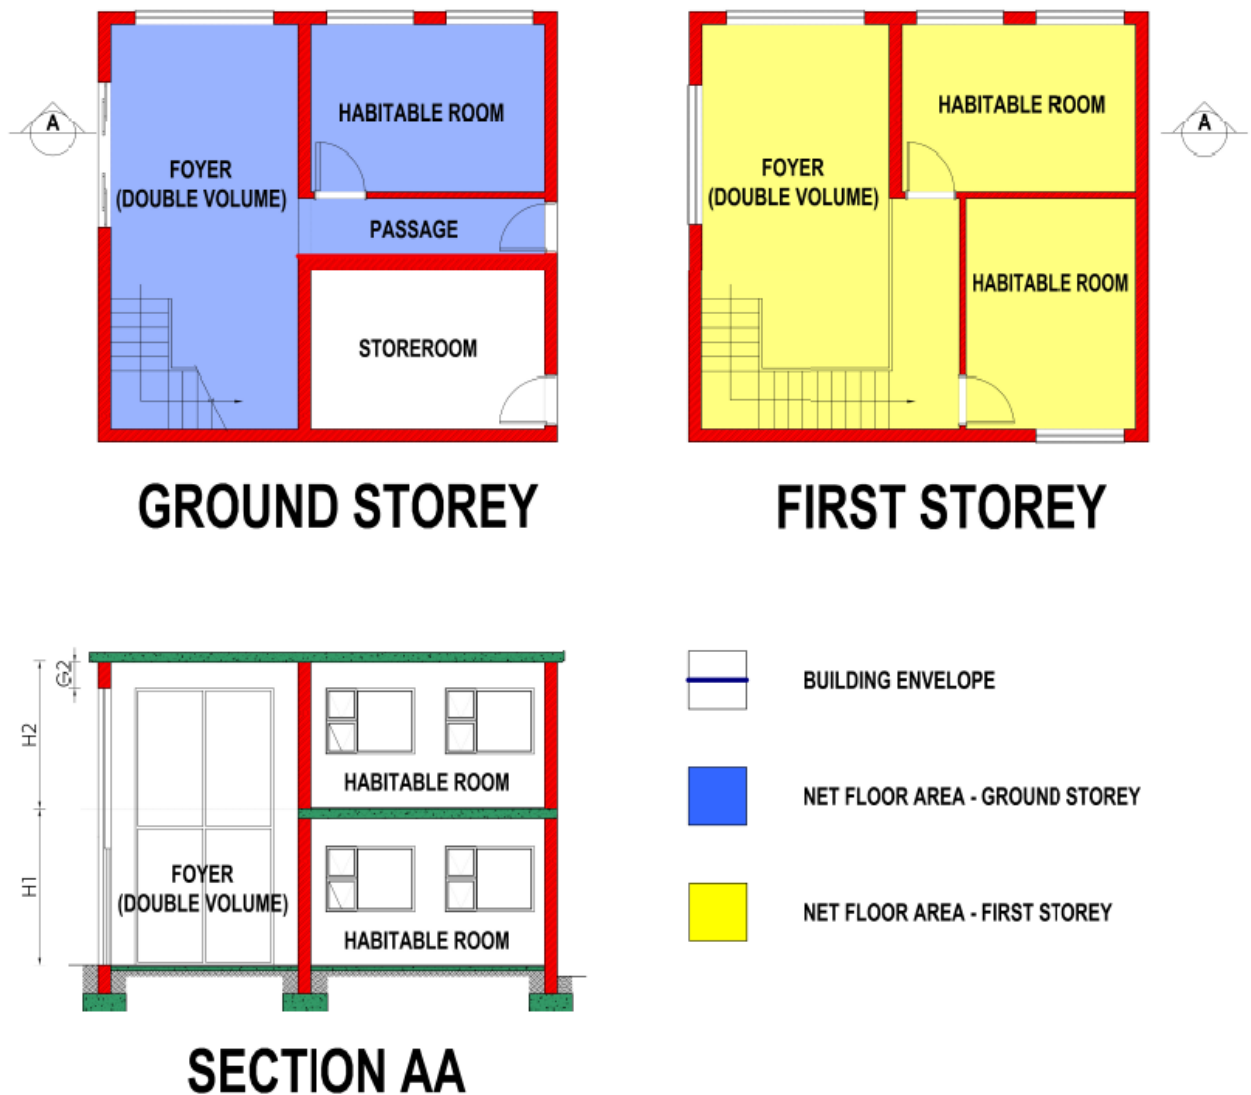 A
HABITABLE ROOM
FOYER
(DOUBLE VOLUME)
PASSAGE
STOREROOM
GROUND STOREY
HABITABLE ROOM
A
FOYER
(DOUBLE VOLUME)
HABITABLE ROOM
FIRST STOREY
G2
H2
HABITABLE ROOM
H1
FOYER
(DOUBLE VOLUME)
HABITABLE ROOM
SECTION AA
BUILDING ENVELOPE
NET FLOOR AREA - GROUND STOREY
NET FLOOR AREA - FIRST STOREY